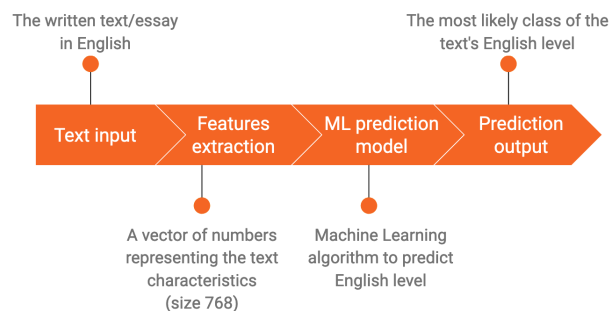 The written text/essay
in English
The most likely class of the
text's English level
Text input
Features
extraction
ML prediction
model
Prediction
output
A vector of numbers
representing the text
characteristics
(size 768)
Machine Learning
algorithm to predict
English level